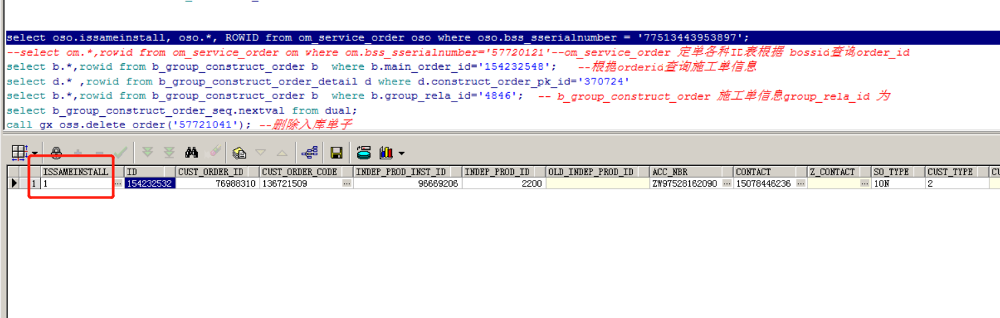 select oso.issameinstall, oso.*, ROWID from om_service_order oso where oso.bss_sserialnumber = '77513443953897';
--select om.*,rowid from om_service_order om where om.bss_sserialnumber='57720121'--om_service_order 定单各种ID表根据 bossid查询order_id
select b.*,rowid from b_group_construct_order b  where b.main_order_id='154232548';   --根据orderid查询施工单信息
select d.* ,rowid from b_group_construct_order_detail d where d.construct_order_pk_id='370724'
select b.*,rowid from b_group_construct_order b  where b.group_rela_id='4846';  -- b_group_construct_order 施工单信息group_rela_id 为
select b_group_construct_order_seq.nextval from dual;
call gx_oss.delete_order('57721041'); --删除入库单子
ISSAMEINSTALL ID CUST_ORDER_ID CUST_ORDER_CODE INDEP_PROD_INST_ID INDEP_PROD_ID OLD_INDEP_PROD_ID ACC_NBR CONTACT Z_CONTACT SO_TYPE CUST_TYPE CU
1 1 ... 154232532 76988310 136721509 ... 96669206 2200 ZW97528162090 ... 15078446236 ... ... 10N 2